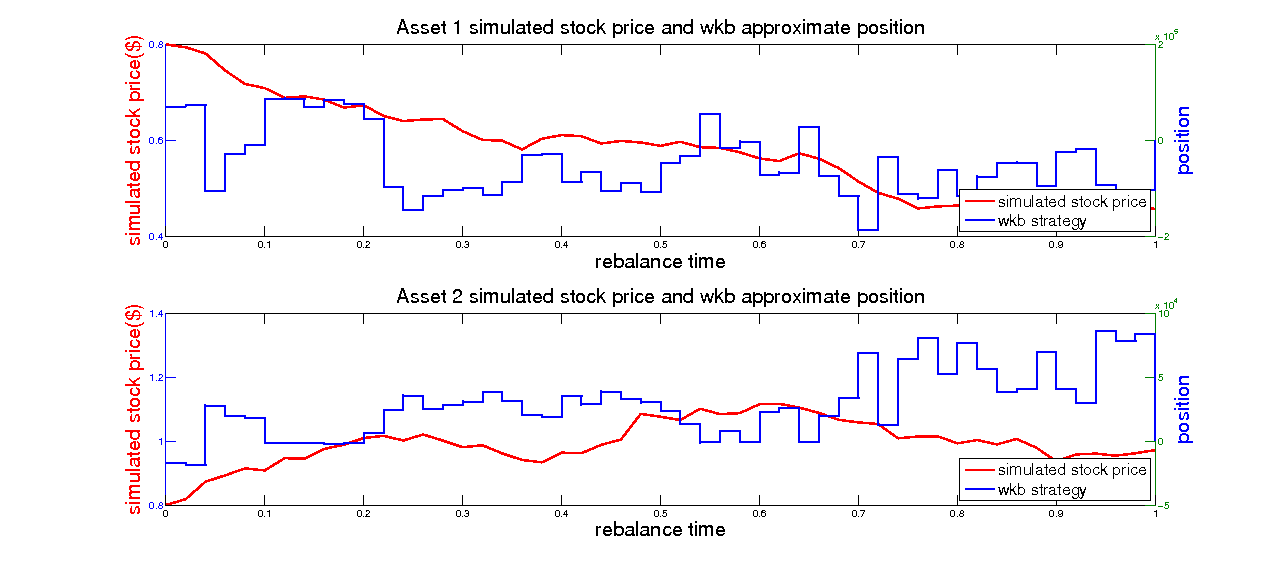 Asset 1 simulated stock price and wkb approximate position
x 10^5
simulated stock price($)
0.8
0.6
0.4
2
0
-2
position
simulated stock price
wkb strategy
0 0.1 0.2 0.3 0.4 0.5 0.6 0.7 0.8 0.9 1
rebalance time
Asset 2 simulated stock price and wkb approximate position
x 10^4
simulated stock price($)
1.4
1.2
1
0.8
10
5
0
-5
position
simulated stock price
wkb strategy
0 0.1 0.2 0.3 0.4 0.5 0.6 0.7 0.8 0.9 1
rebalance time